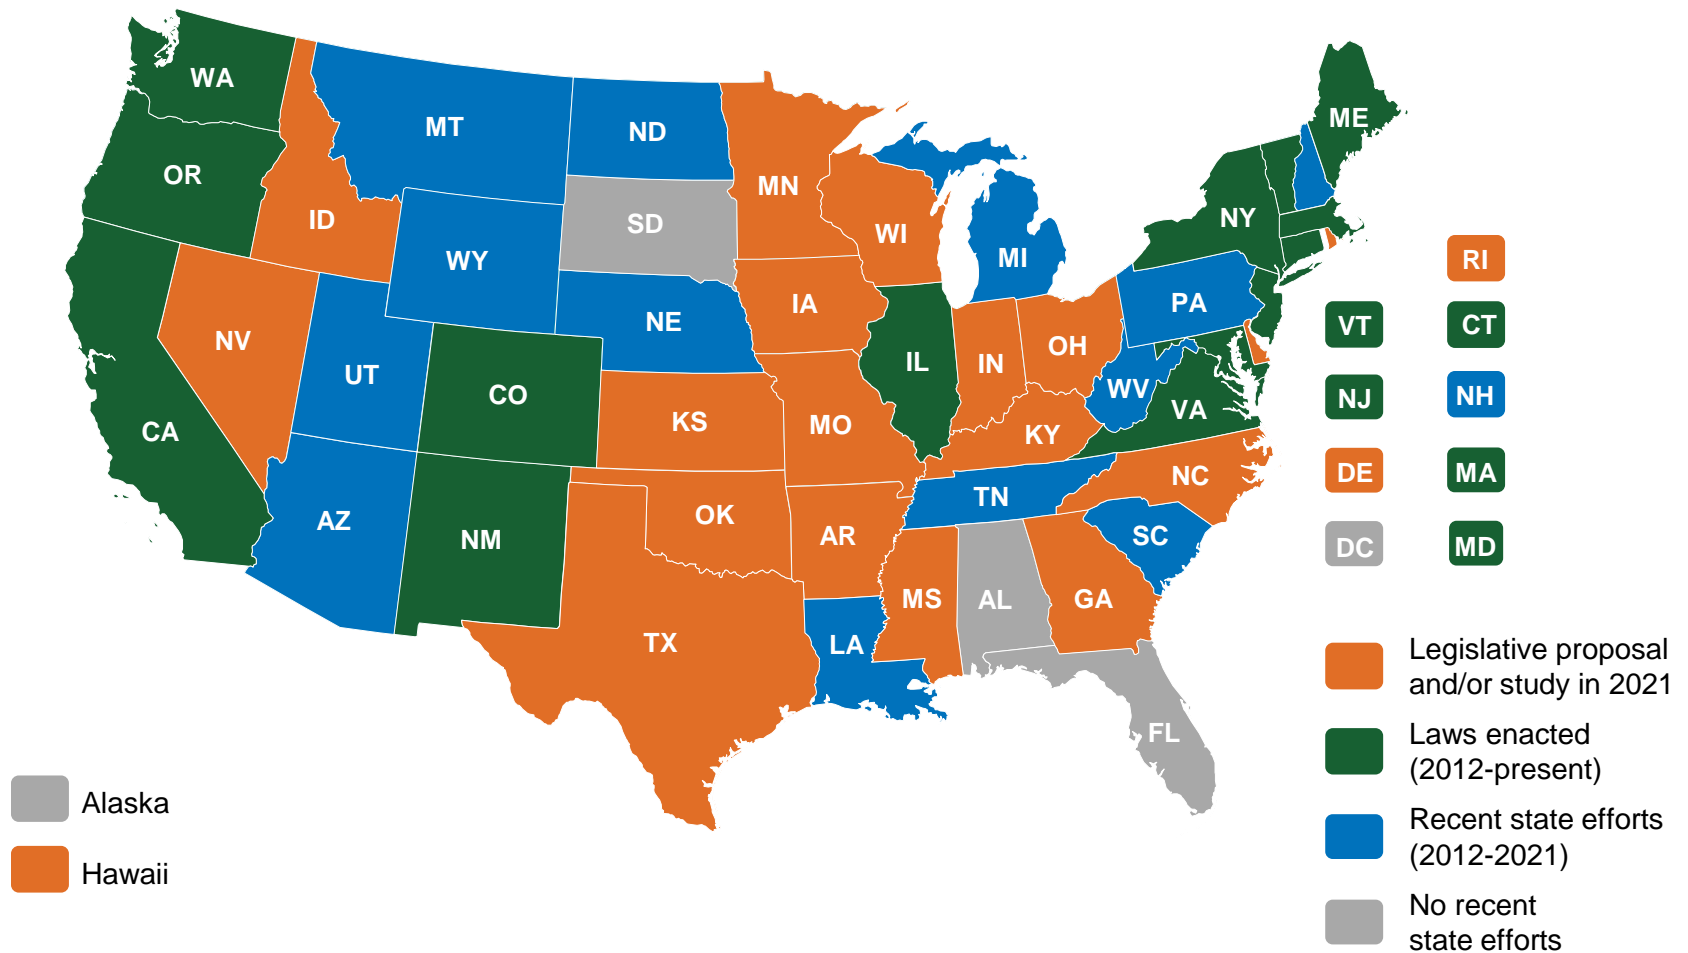 WA
MT
ND
ME
OR
MN
ID
SD
NY
WI
WY
MI
RI
PA
IA
NE
VT
CT
NV
OH
IL
IN
UT
WV
CO
NJ
NH
VA
KS
MO
CA
KY
DE
MA
NC
TN
AZ
OK
NM
AR
SC
DC
MD
MS
AL
GA
TX
LA
FL
Legislative proposal
and/or study in 2021
Laws enacted
(2012-present)
Recent state efforts
(2012-2021)
No recent
state efforts
Alaska
Hawaii